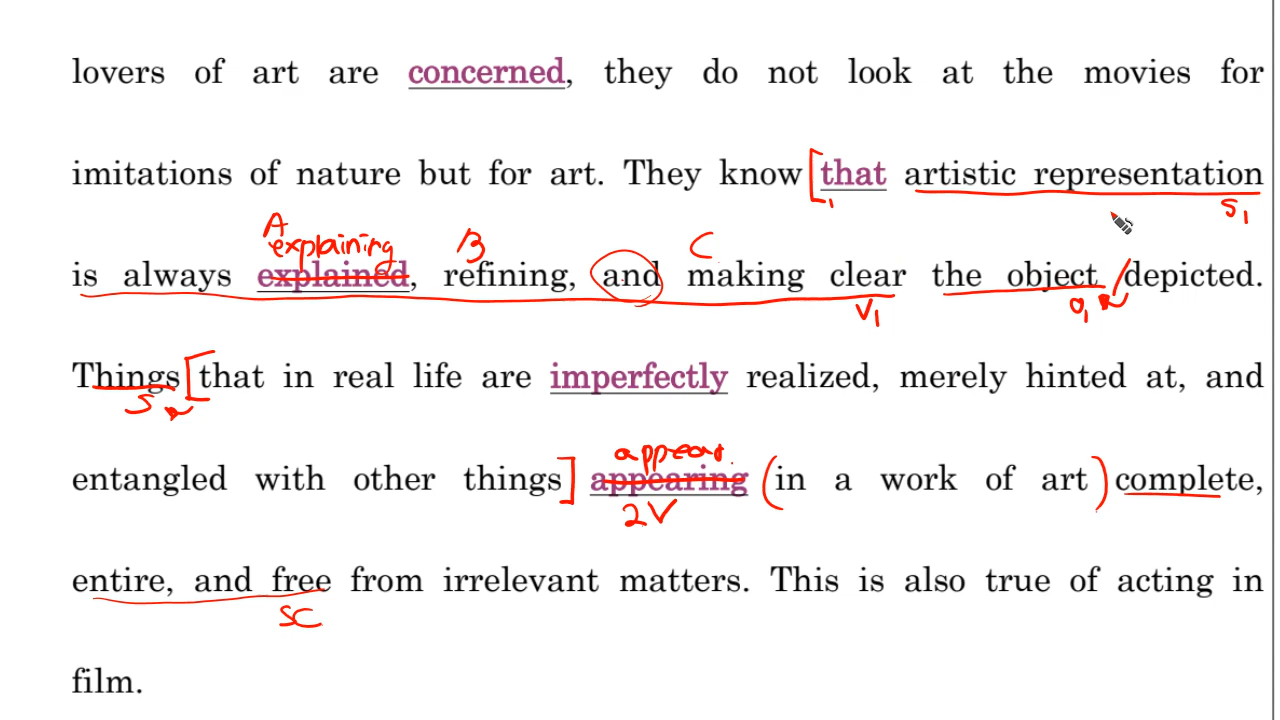 lovers of art are concerned, they do not look at the movies for
imitations of nature but for art. They know [that artistic representation
1 S1
A explaining B C
is always explained, refining, and making clear the object / depicted.
V1 O1
Things [that in real life are imperfectly realized, merely hinted at, and
S
appear
entangled with other things] appearing (in a work of art) complete,
2V
entire, and free from irrelevant matters. This is also true of acting in
SC
film.